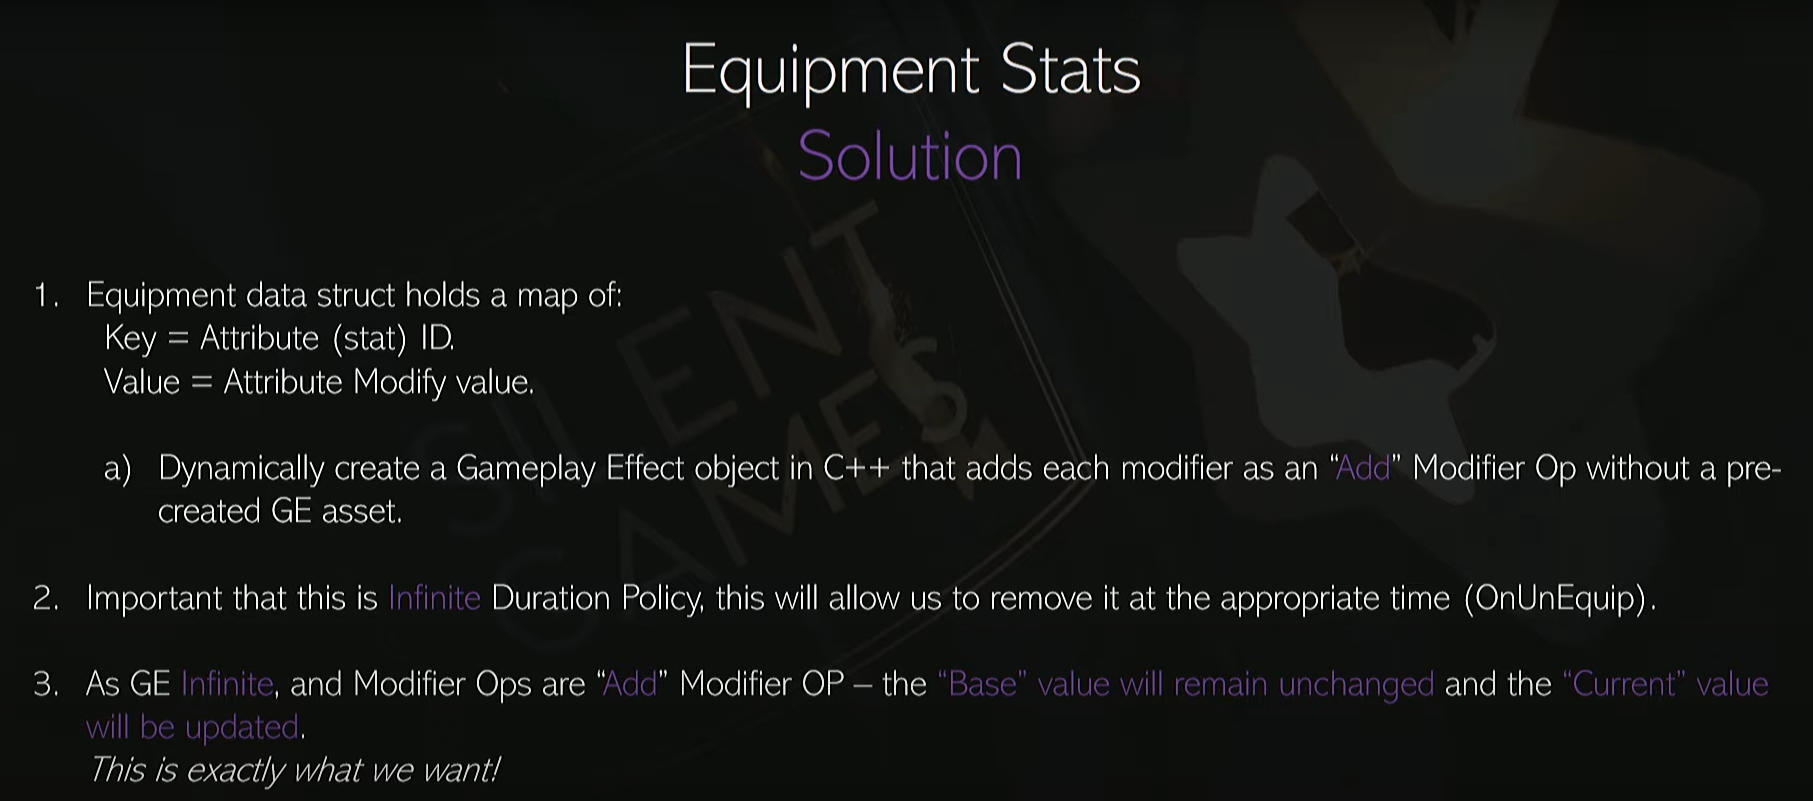 Equipment Stats
Solution
1. Equipment data struct holds a map of:
Key = Attribute (stat) ID.
Value = Attribute Modify value.
a) Dynamically create a Gameplay Effect object in C++ that adds each modifier as an “Add” Modifier Op without a pre-
created GE asset.
2. Important that this is Infinite Duration Policy, this will allow us to remove it at the appropriate time (OnUnEquip).
3. As GE Infinite, and Modifier Ops are “Add” Modifier OP – the “Base” value will remain unchanged and the “Current” value
will be updated.
This is exactly what we want!
SILENT
GAMES